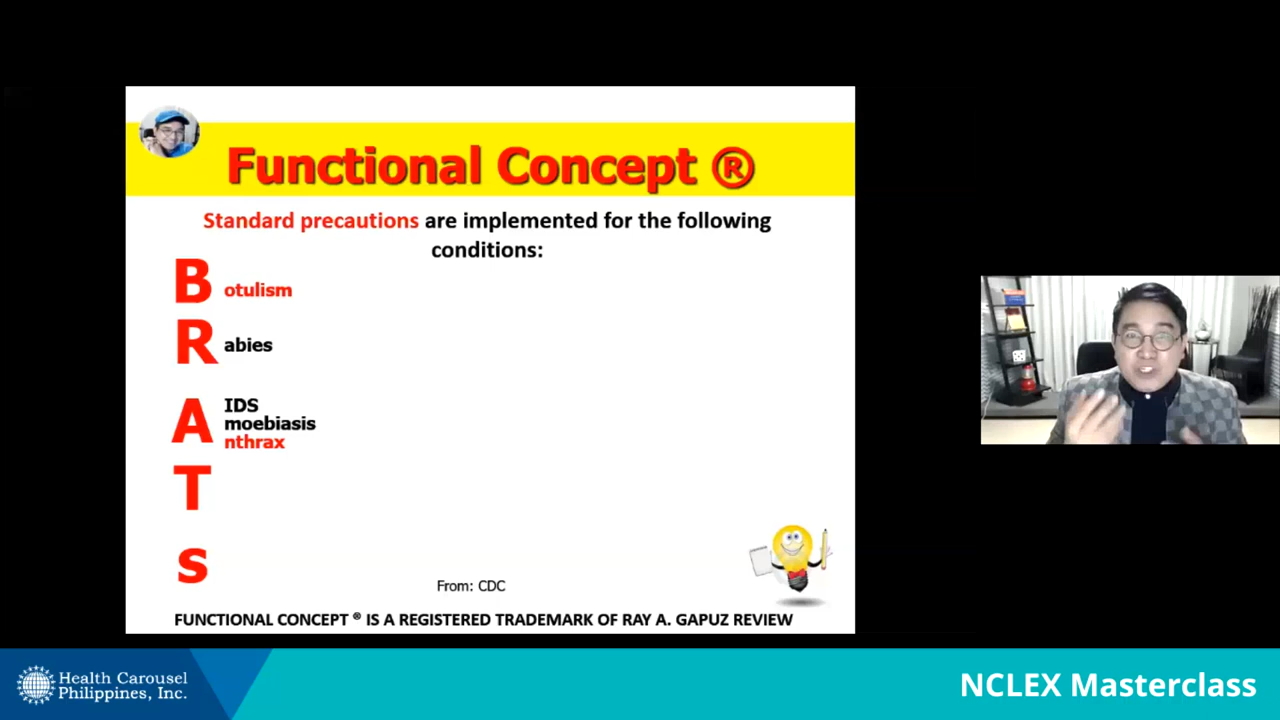 Functional Concept ®
Standard precautions are implemented for the following
conditions:
B otulism
R abies
A IDS
moebiasis
nthrax
T
S
From: CDC
FUNCTIONAL CONCEPT ® IS A REGISTERED TRADEMARK OF RAY A. GAPUZ REVIEW
Health Carousel
Philippines, Inc.
NCLEX Masterclass